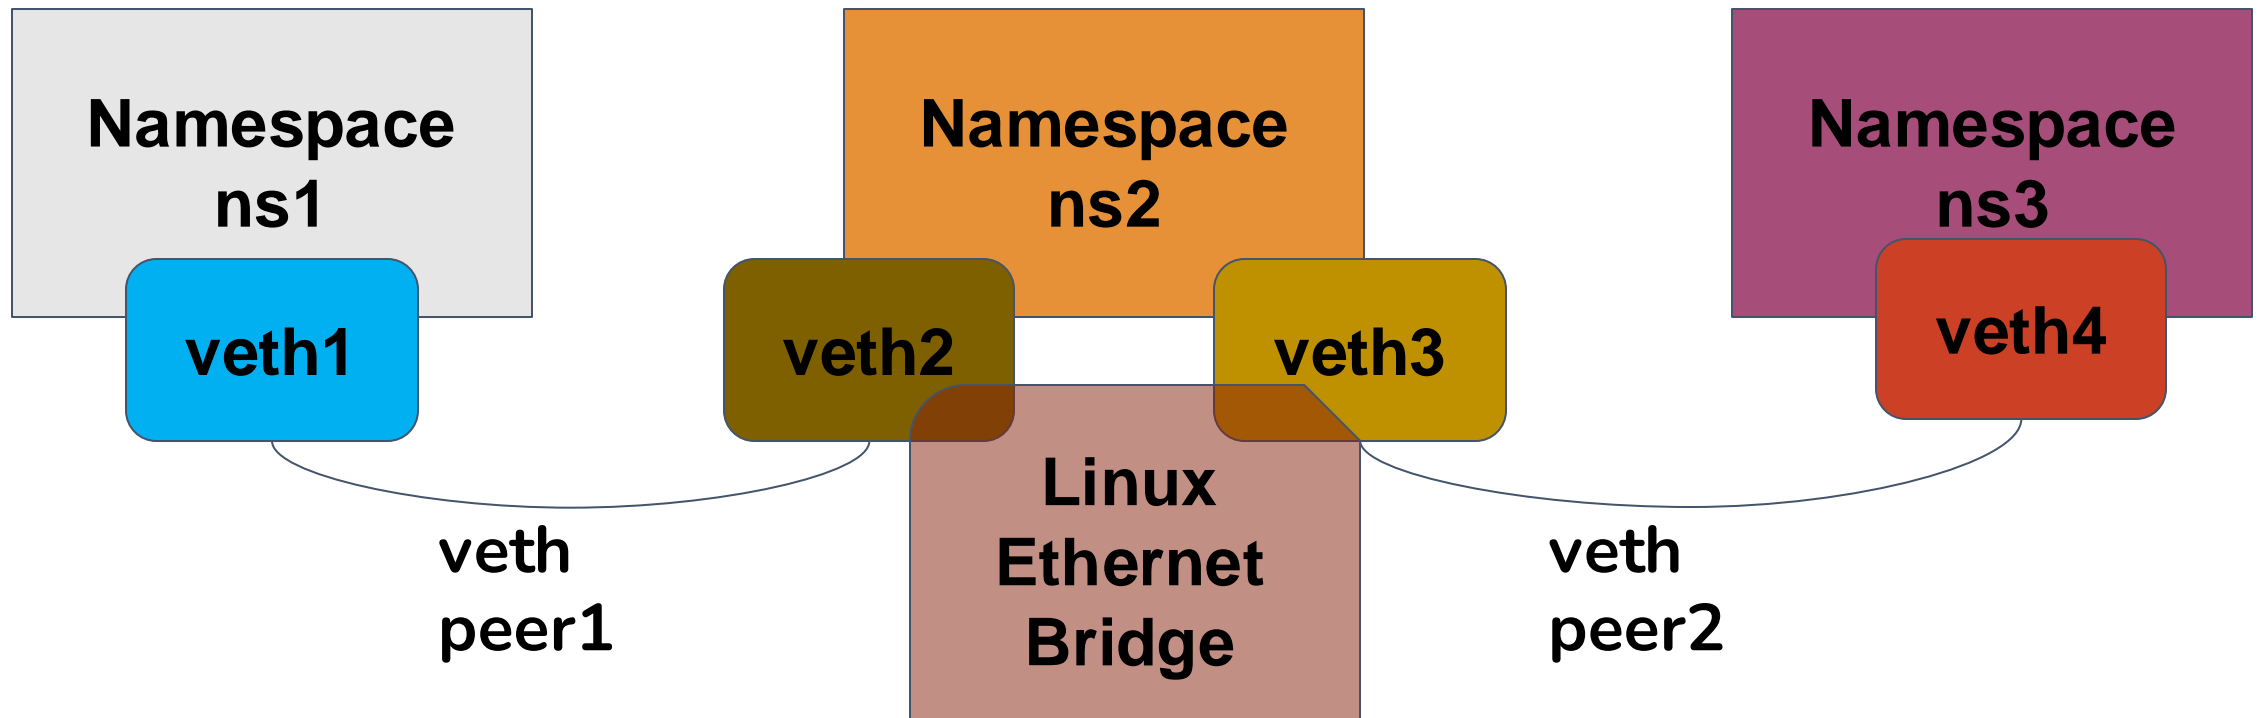 Namespace
ns1
Namespace
ns2
Namespace
ns3
veth1
veth2
veth3
veth4
Linux
Ethernet
Bridge
veth
peer1
veth
peer2